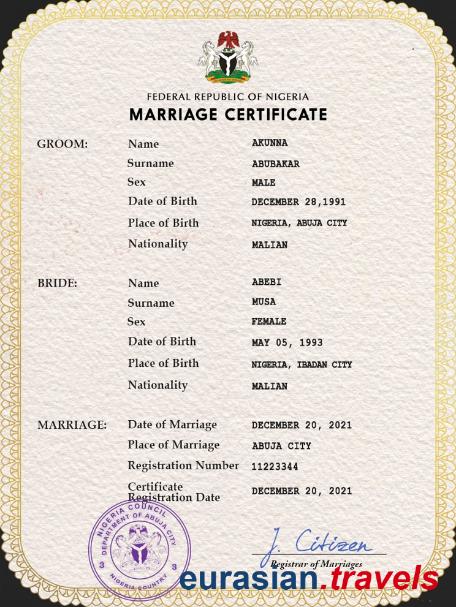 FEDERAL REPUBLIC OF NIGERIA
MARRIAGE CERTIFICATE
GROOM: Name AKUNNA
Surname ABUBAKAR
Sex MALE
Date of Birth DECEMBER 28,1991
Place of Birth NIGERIA, ABUJA CITY
Nationality MALIAN
BRIDE: Name ABEBI
Surname MUSA
Sex FEMALE
Date of Birth MAY 05, 1993
Place of Birth NIGERIA, IBADAN CITY
Nationality MALIAN
MARRIAGE: Date of Marriage DECEMBER 20, 2021
Place of Marriage ABUJA CITY
Registration Number 11223344
Certificate
Registration Date DECEMBER 20, 2021
NIGERIA COUNCIL
DEPARTMENT OF ABUJA CITY
3 3
NIGERIA COUNTRY
J. Citizen
Registrar of Marriages
eurasian.travels